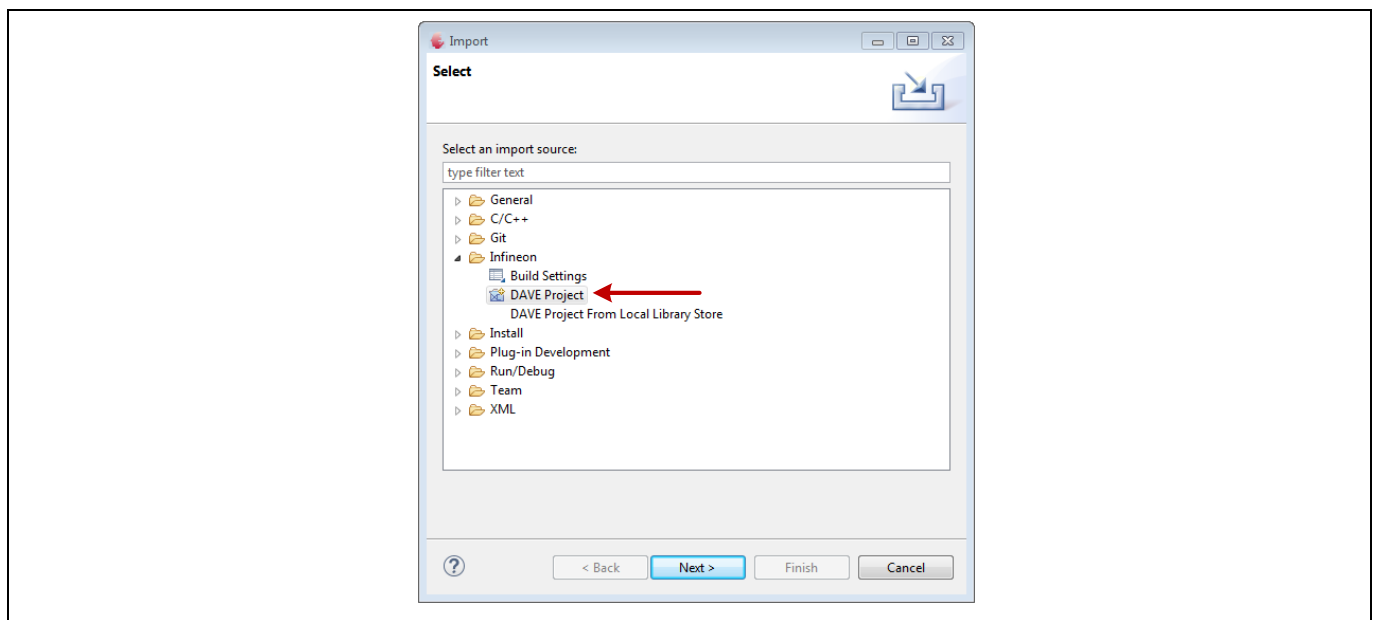 Import
Select
Select an import source:
type filter text
General
C/C++
Git
Infineon
Build Settings
DAVE Project
DAVE Project From Local Library Store
Install
Plug-in Development
Run/Debug
Team
XML
?
< Back Next > Finish Cancel